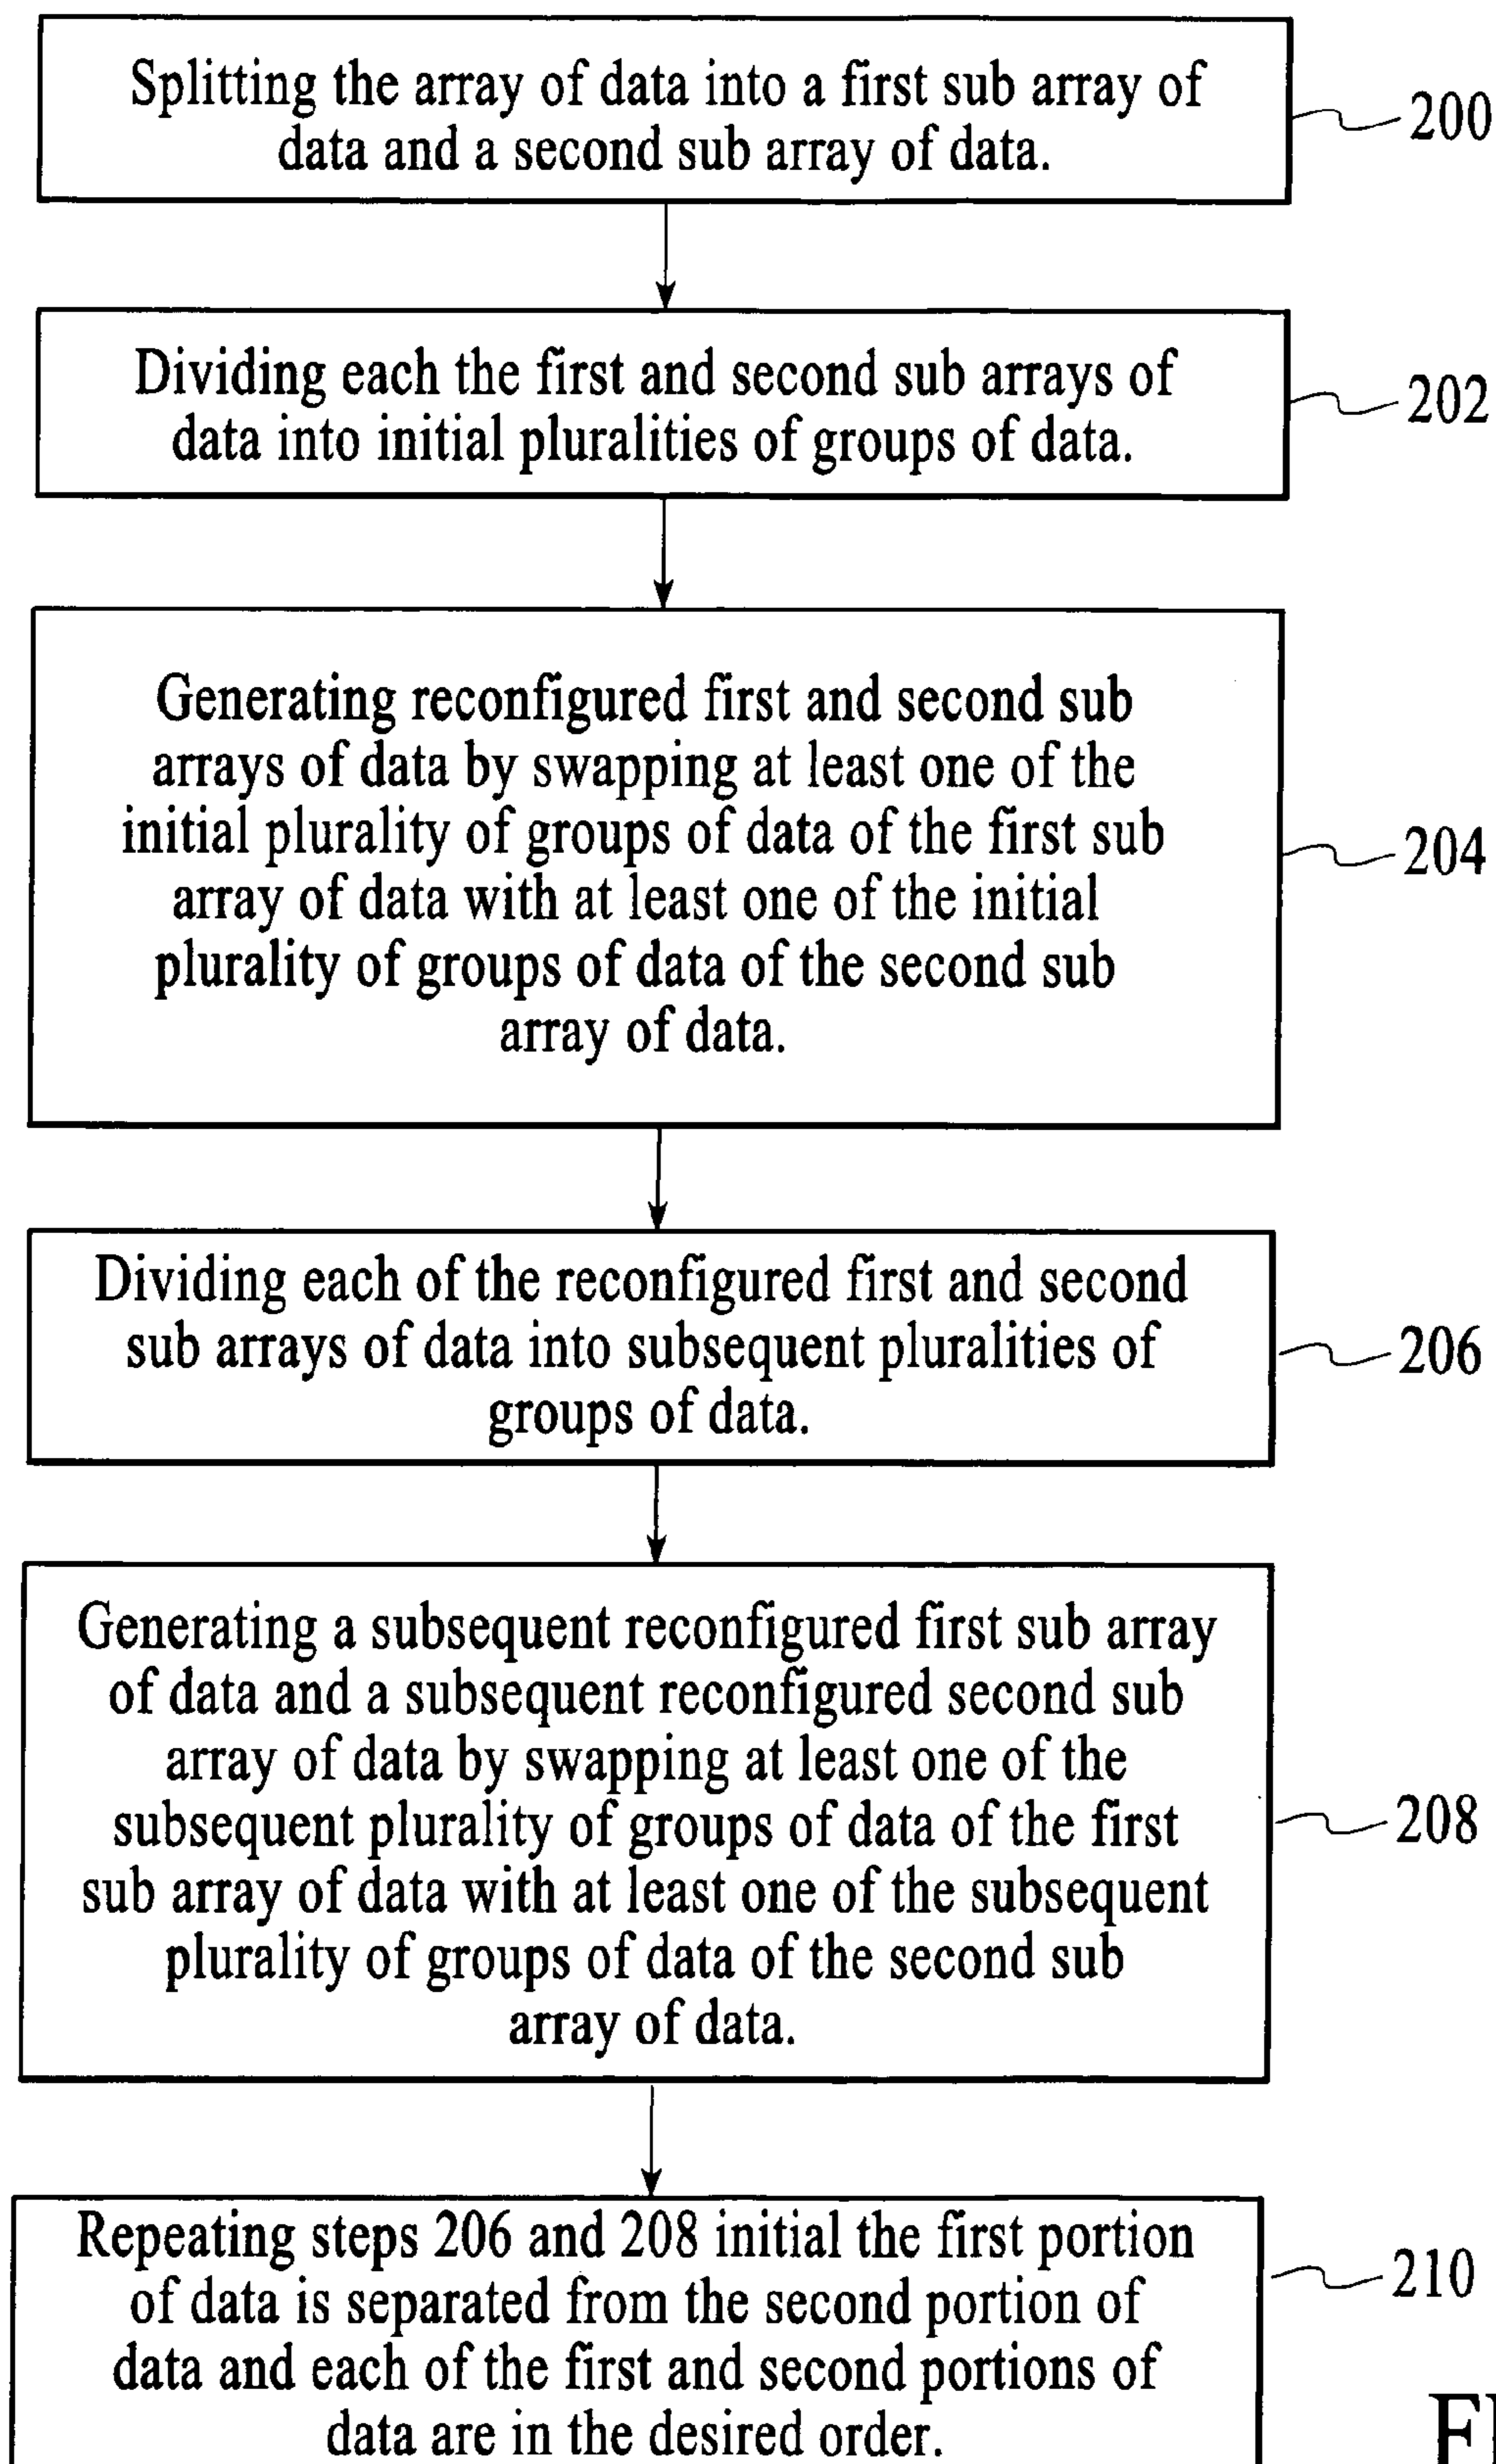 Splitting the array of data into a first sub array of
data and a second sub array of data.
200
Dividing each the first and second sub arrays of
data into initial pluralities of groups of data.
202
Generating reconfigured first and second sub
arrays of data by swapping at least one of the
initial plurality of groups of data of the first sub
array of data with at least one of the initial
plurality of groups of data of the second sub
array of data.
204
Dividing each of the reconfigured first and second
sub arrays of data into subsequent pluralities of
groups of data.
206
Generating a subsequent reconfigured first sub array
of data and a subsequent reconfigured second sub
array of data by swapping at least one of the
subsequent plurality of groups of data of the first
sub array of data with at least one of the subsequent
plurality of groups of data of the second sub
array of data.
208
Repeating steps 206 and 208 initial the first portion
of data is separated from the second portion of
data and each of the first and second portions of
data are in the desired order.
210